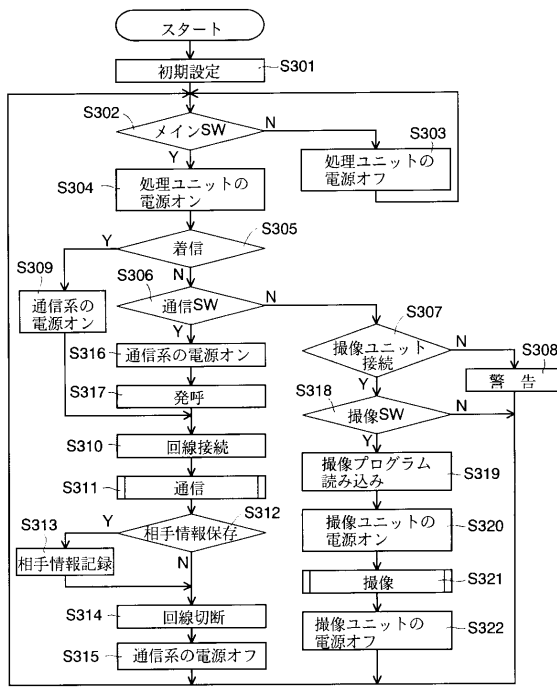 スタート
初期設定
S301
S302
メインSW
N
Y
S303
処理ユニットの
電源オフ
S304
処理ユニットの
電源オン
着信
S305
Y
N
S309
通信系の
電源オン
S306
通信SW
N
Y
S307
撮像ユニット
接続
N
Y
S308
警告
S316
通信系の電源オン
S317
発呼
S318
撮像SW
N
Y
S310
回線接続
S319
撮像プログラム
読み込み
S311
通信
S312
相手情報保存
Y
N
S313
相手情報記録
S320
撮像ユニットの
電源オン
S321
撮像
S314
回線切断
S322
撮像ユニットの
電源オフ
S315
通信系の電源オフ